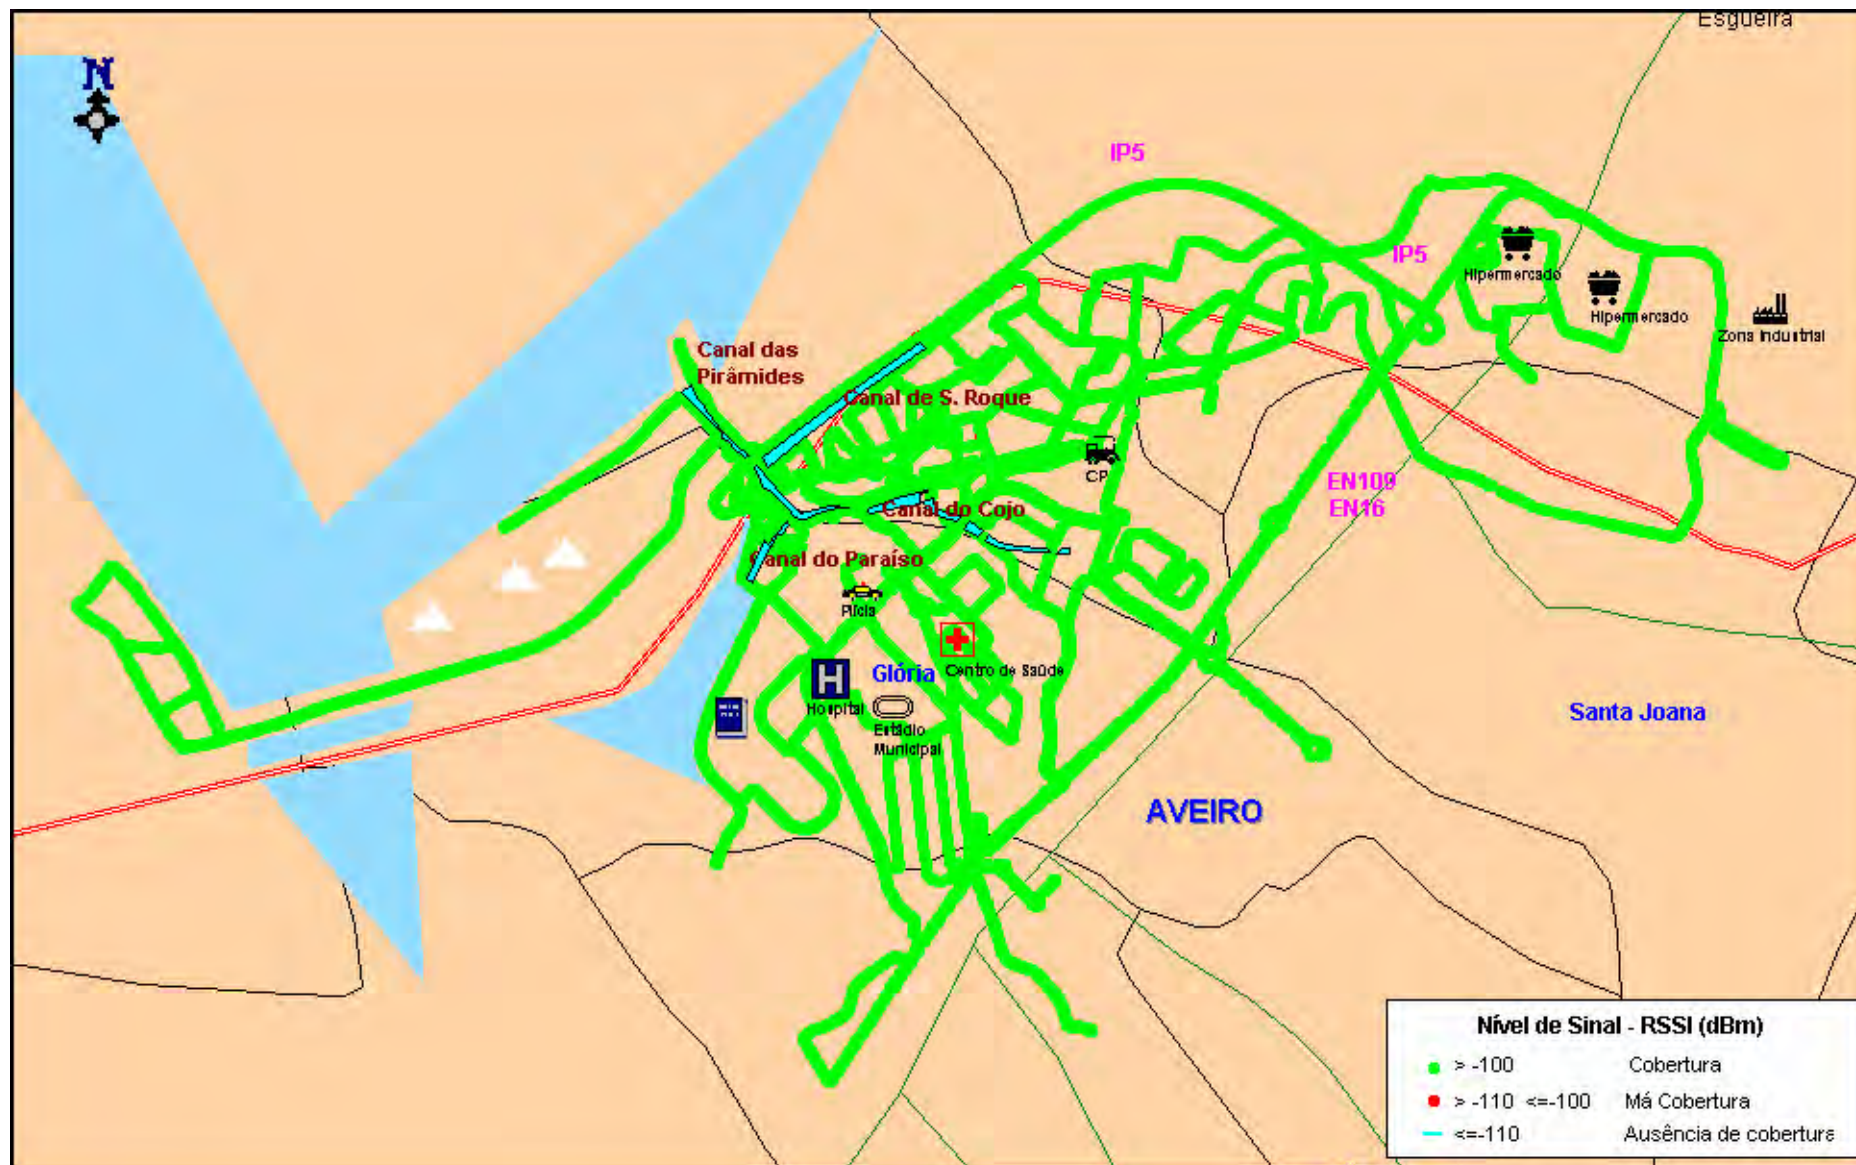 Esgueira
N
IP5
IP5
Hipermercado
Hipermercado
Zona Industrial
Canal das
Pirâmides
Canal de S. Roque
CP
EN109
EN16
Canal do Cojo
Canal do Paraíso
Plícia
Glória
Centro de Saúde
H
Hospital
Estádio
Municipal
Santa Joana
AVEIRO
Nível de Sinal - RSSI (dBm)
> -100 Cobertura
> -110 <=-100 Má Cobertura
<=-110 Ausência de cobertura